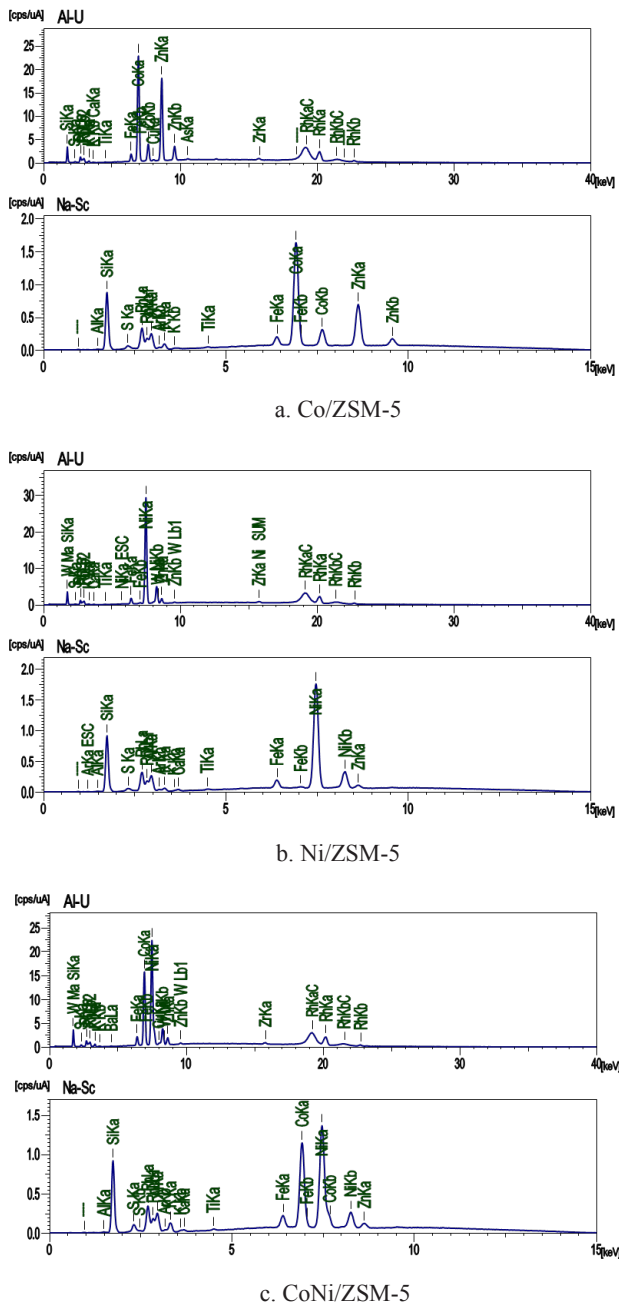 [cps/uA] Al-U
25
20
15
10
5
0
SiKa
CaKa
TiKa
FeKa
CoKa
ZnKa
ZnKb
AsKa
ZrKa
RhKaC
RhKa
RhKbC
RhKb
0 10 20 30 40[keV]
[cps/uA] Na-Sc
2.0
1.5
1.0
0.5
0.0
AlKa
SiKa
S Ka
K Kb
TiKa
FeKa
CoKa
FeKb
CoKb
ZnKa
ZnKb
0 5 10 15[keV]
a. Co/ZSM-5
[cps/uA] Al-U
30
20
10
0
W Ma SiKa
TiKa
NiKa ESC
NiKa
ZnKb W Lb1
ZrKa Ni SUM
RhKaC
RhKa
RhKbC
RhKb
0 10 20 30 40[keV]
[cps/uA] Na-Sc
2.0
1.5
1.0
0.5
0.0
ArKa ESC
AlKa
SiKa
S Ka
CaKa
TiKa
FeKa
FeKb
NiKa
NiKb
ZnKa
0 5 10 15[keV]
b. Ni/ZSM-5
[cps/uA] Al-U
25
20
15
10
5
0
W Ma SiKa
BaLa
FeKa
CoKa
NiKa
ZnKb W Lb1
ZrKa
RhKaC
RhKa
RhKbC
RhKb
0 10 20 30 40[keV]
[cps/uA] Na-Sc
1.5
1.0
0.5
0.0
AlKa
SiKa
S Ka
CaKa
TiKa
FeKa
CoKa
FeKb
NiKa
CoKb
NiKb
ZnKa
0 5 10 15[keV]
c. CoNi/ZSM-5